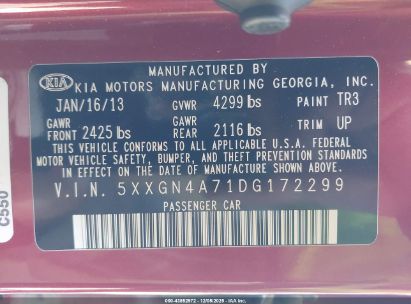 MANUFACTURED BY
KIA KIA MOTORS MANUFACTURING GEORGIA, INC.
JAN/16/13 GVWR 4299 lbs PAINT TR3
GAWR FRONT 2425 lbs GAWR REAR 2116 lbs TRIM UP
THIS VEHICLE CONFORMS TO ALL APPLICABLE U.S.A. FEDERAL
MOTOR VEHICLE SAFETY, BUMPER, AND THEFT PREVENTION
STANDARDS IN EFFECT ON THE DATE OF MANUFACTURE SHOWN ABOVE.
V.I.N. 5XXGN4A71DG172299
PASSENGER CAR
C550